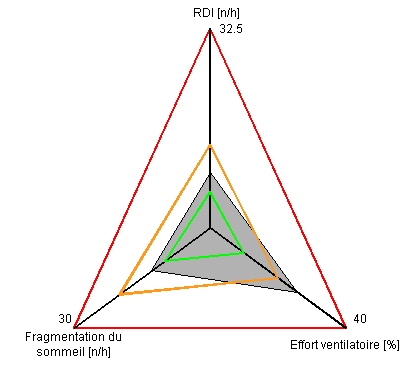 RDI [n/h]
32.5
30
40
Fragmentation du
sommeil [n/h]
Effort ventilatoire [%]